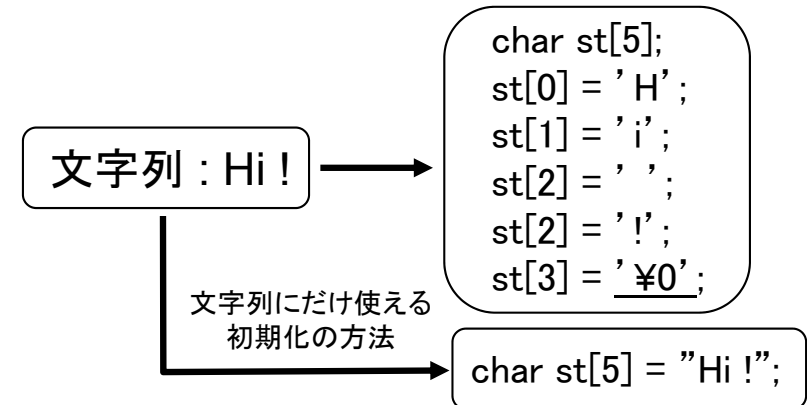 文字列 : Hi !
char st[5];
st[0] = ’H’;
st[1] = ’i’;
st[2] = ’ ’;
st[2] = ’!’;
st[3] = ’¥0’;
文字列にだけ使える
初期化の方法
char st[5] = ”Hi !”;